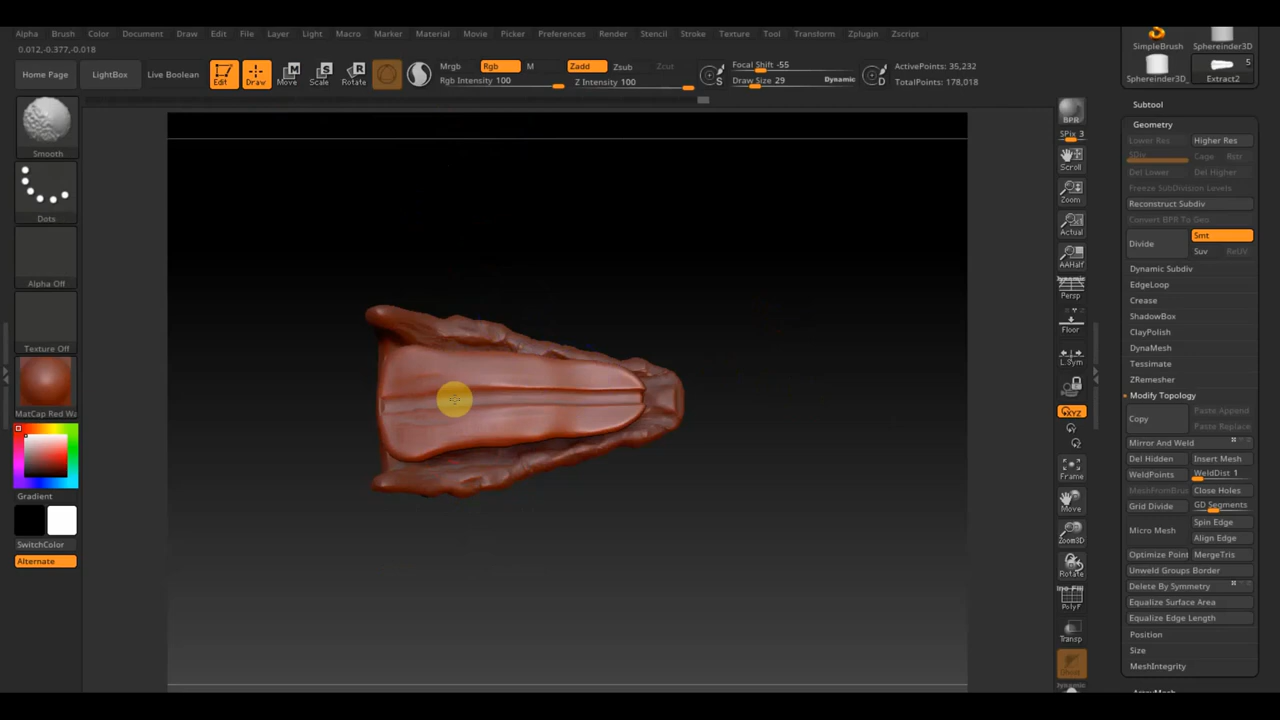 Alpha Brush Color Document Draw Edit File Layer Light Macro Marker Material Movie Picker Preferences Render Stencil Stroke Texture Tool Transform Zplugin Zscript
0.012,-0.377,-0.018
Home Page LightBox Live Boolean Edit Draw Move Scale Rotate
Mrgb Rgb M Zadd Zsub Zcut
Rgb Intensity 100 Z Intensity 100
S Focal Shift -55
Draw Size 29 Dynamic D
ActivePoints: 35,232
TotalPoints: 178,018
SimpleBrush Sphereinder3D
Sphereinder3D_ 5 Extract2
Smooth
Dots
Alpha Off
Texture Off
MatCap Red Wa
Gradient
SwitchColor
Alternate
BPR
SPix 3
Scroll
Zoom
Actual
AAHalf
Dynamic
Persp
Floor
L.Sym
XYZ
Frame
Move
Zoom3D
Rotate
PolyF
Transp
Dynamic
Subtool
Geometry
Lower Res Higher Res
SDiv Cage Rstr
Del Lower Del Higher
Freeze SubDivision Levels
Reconstruct Subdiv
Convert BPR To Geo
Divide Smt
Suv ReUV
Dynamic Subdiv
EdgeLoop
Crease
ShadowBox
ClayPolish
DynaMesh
Tessimate
ZRemesher
Modify Topology
Copy Paste Append
Paste Replace
Mirror And Weld
Del Hidden Insert Mesh
WeldPoints WeldDist 1
MeshFromBrus Close Holes
Grid Divide GD Segments
Micro Mesh Spin Edge
Align Edge
Optimize Point MergeTris
Unweld Groups Border
Delete By Symmetry
Equalize Surface Area
Equalize Edge Length
Position
Size
MeshIntegrity